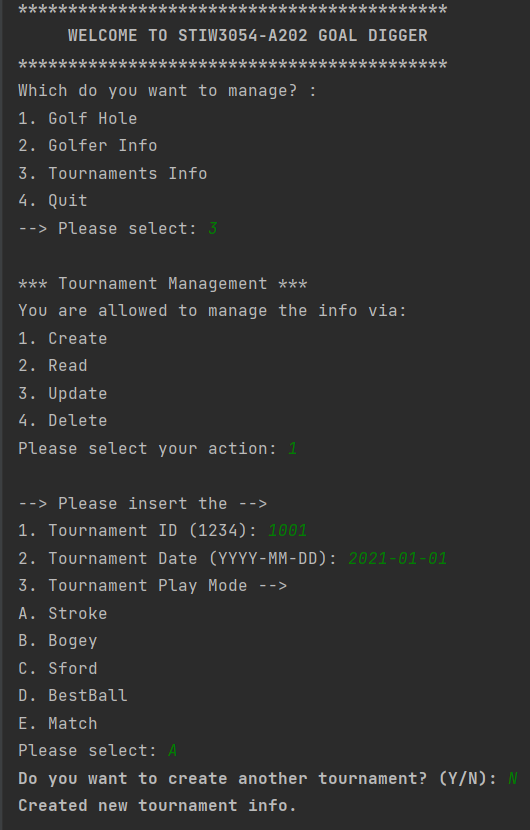 *******************************************
WELCOME TO STIW3054-A202 GOAL DIGGER
*******************************************
Which do you want to manage? :
1. Golf Hole
2. Golfer Info
3. Tournaments Info
4. Quit
--> Please select: 3
*** Tournament Management ***
You are allowed to manage the info via:
1. Create
2. Read
3. Update
4. Delete
Please select your action: 1
--> Please insert the -->
1. Tournament ID (1234): 1001
2. Tournament Date (YYYY-MM-DD): 2021-01-01
3. Tournament Play Mode -->
A. Stroke
B. Bogey
C. Sford
D. BestBall
E. Match
Please select: A
Do you want to create another tournament? (Y/N): N
Created new tournament info.